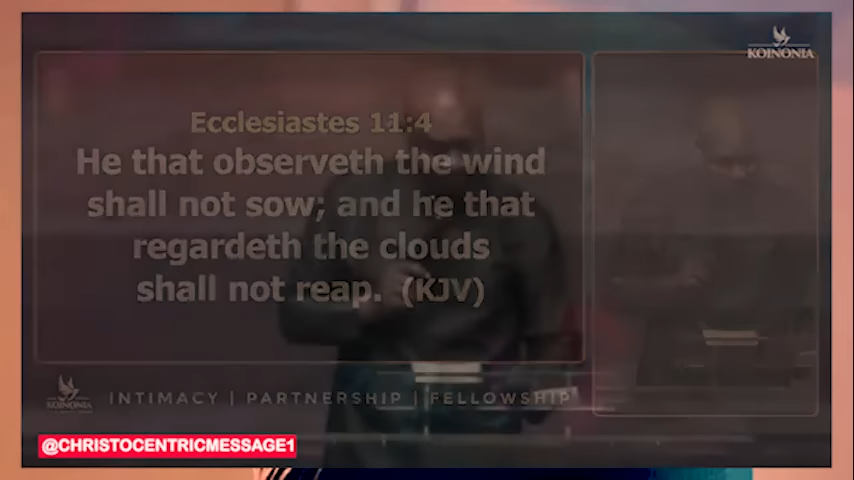 KOINONIA
Ecclesiastes 11:4
He that observeth the wind
shall not sow; and he that
regardeth the clouds
shall not reap. (KJV)
KOINONIA
INTIMACY | PARTNERSHIP | FELLOWSHIP
@CHRISTOCENTRICMESSAGE1